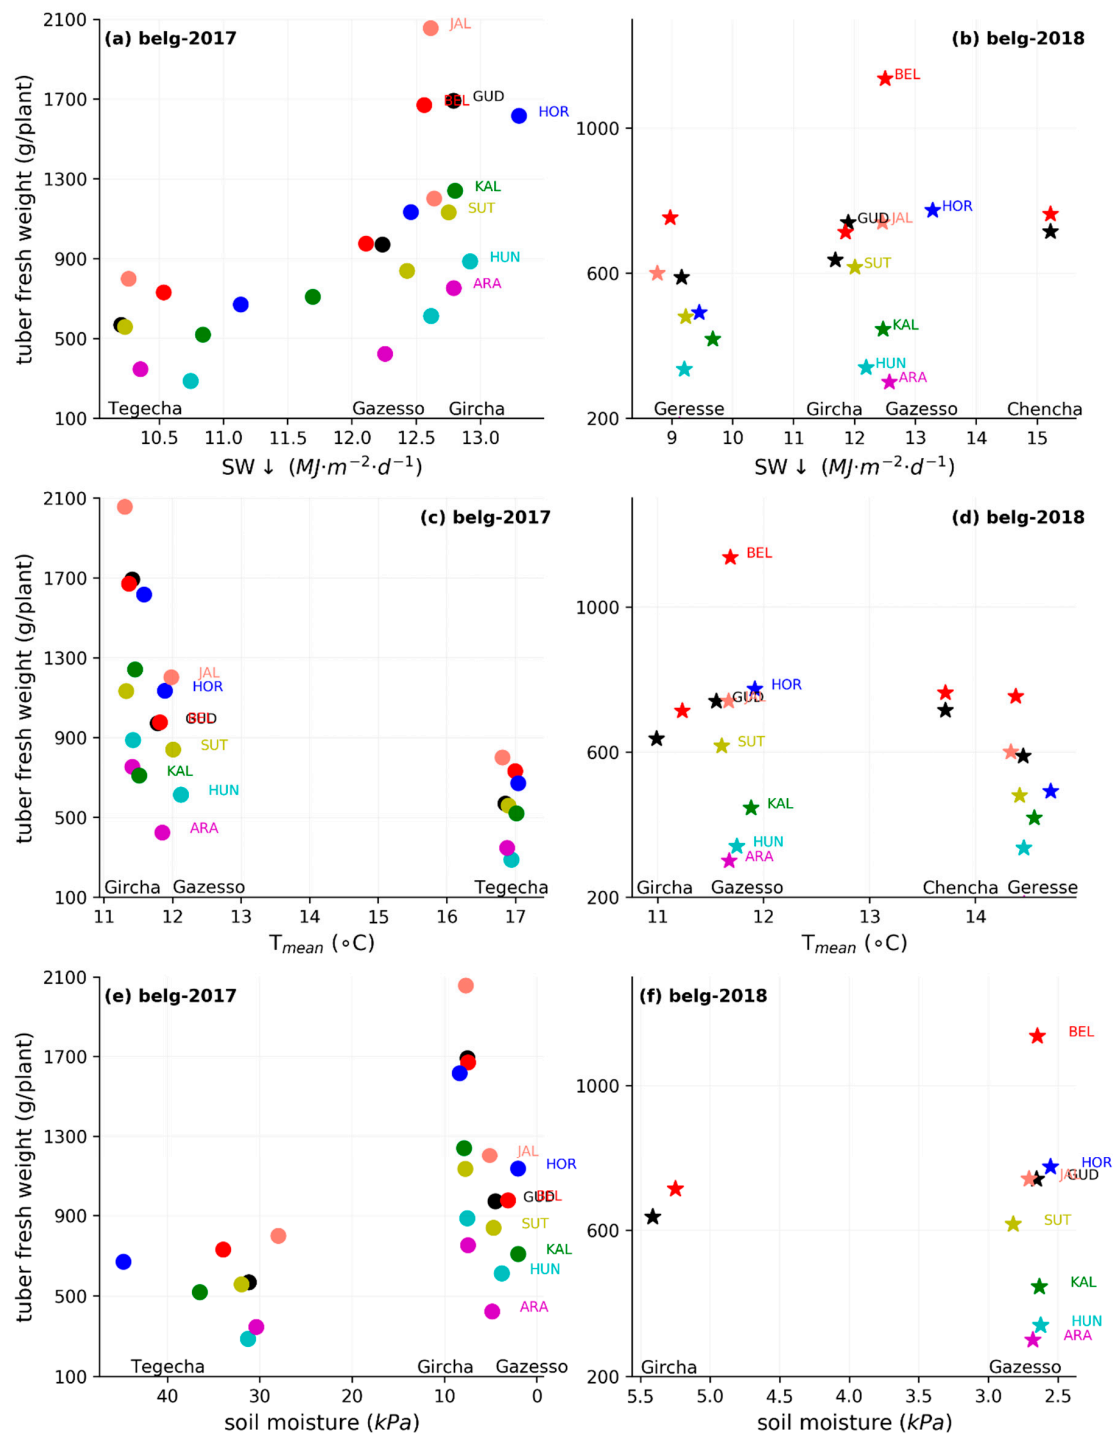 (a) belg-2017
tuber fresh weight (g/plant)
2100
1700
1300
900
500
100
JAL
BEL
GUD
HOR
KAL
SUT
HUN
ARA
Tegecha
Gazesso
Gircha
10.5 11.0 11.5 12.0 12.5 13.0
SW ↓ (MJ·m⁻²·d⁻¹)
(b) belg-2018
1000
600
200
BEL
HOR
GUD
JAL
SUT
KAL
HUN
ARA
Geresse
Gircha
Gazesso
Chencha
9 10 11 12 13 14 15
SW ↓ (MJ·m⁻²·d⁻¹)
(c) belg-2017
tuber fresh weight (g/plant)
2100
1700
1300
900
500
100
JAL
HOR
BEL
GUD
SUT
KAL
HUN
ARA
Gircha
Gazesso
Tegecha
11 12 13 14 15 16 17
Tmean (∘C)
(d) belg-2018
1000
600
200
BEL
HOR
GUD
JAL
SUT
KAL
HUN
ARA
Gircha
Gazesso
Chencha
Geresse
11 12 13 14
Tmean (∘C)
(e) belg-2017
tuber fresh weight (g/plant)
2100
1700
1300
900
500
100
JAL
HOR
GUD
BEL
SUT
KAL
HUN
ARA
Tegecha
Gircha
Gazesso
40 30 20 10 0
soil moisture (kPa)
(f) belg-2018
1000
600
200
BEL
HOR
JAL
GUD
SUT
KAL
HUN
ARA
Gircha
Gazesso
5.5 5.0 4.5 4.0 3.5 3.0 2.5
soil moisture (kPa)